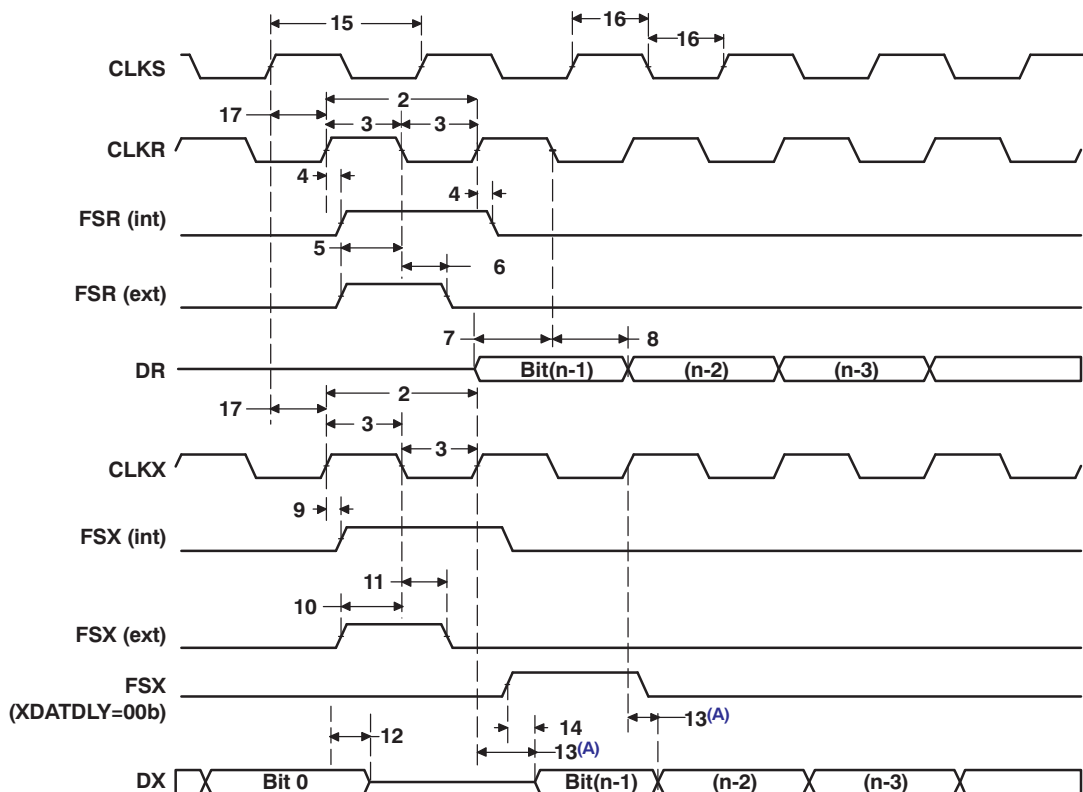 15
16
16
CLKS
2
17
3
3
CLKR
4
4
FSR (int)
5
6
FSR (ext)
7
8
DR
Bit(n-1)
(n-2)
(n-3)
2
17
3
3
CLKX
9
FSX (int)
11
10
FSX (ext)
FSX
(XDATDLY=00b)
13(A)
14
12
13(A)
DX
Bit 0
Bit(n-1)
(n-2)
(n-3)